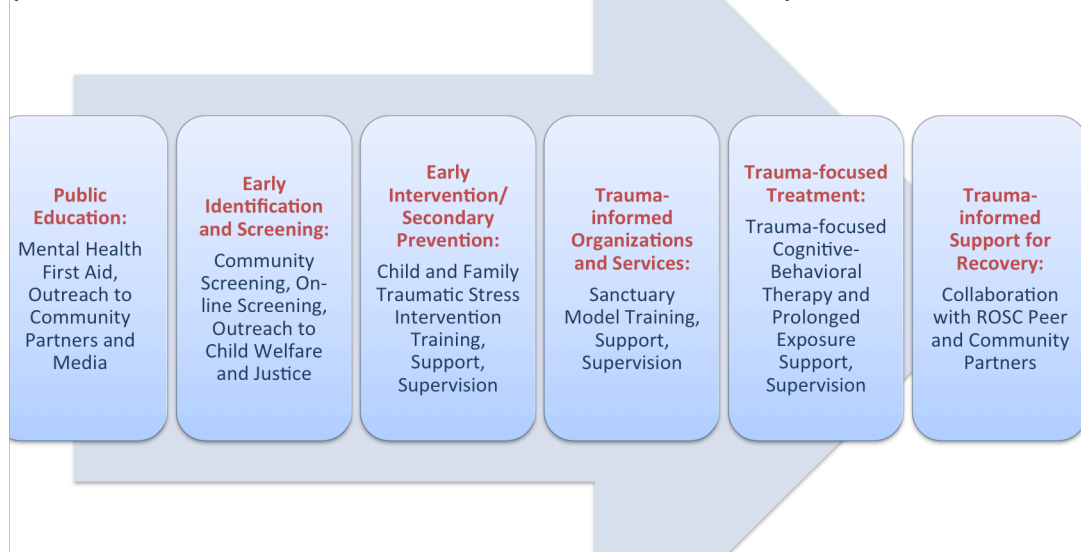 Public
Education:
Mental Health
First Aid,
Outreach to
Community
Partners and
Media
Early
Identification
and Screening:
Community
Screening, On-
line Screening,
Outreach to
Child Welfare
and Justice
Early
Intervention/
Secondary
Prevention:
Child and Family
Traumatic Stress
Intervention
Training,
Support,
Supervision
Trauma-
informed
Organizations
and Services:
Sanctuary
Model Training,
Support,
Supervision
Trauma-focused
Treatment:
Trauma-focused
Cognitive-
Behavioral
Therapy and
Prolonged
Exposure
Support,
Supervision
Trauma-
informed
Support for
Recovery:
Collaboration
with ROSC Peer
and Community
Partners